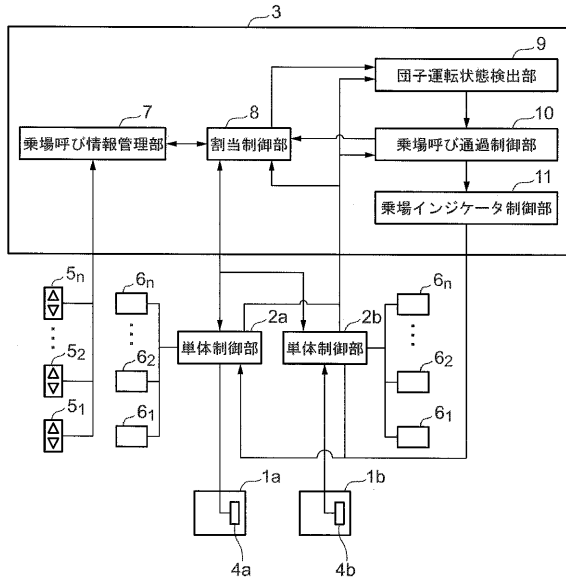 3
9
団子運転状態検出部
7
8
10
乗場呼び情報管理部
割当制御部
乗場呼び通過制御部
11
乗場インジケータ制御部
5n
6n
6n
2a
2b
単体制御部
単体制御部
52
62
62
51
61
61
1a
1b
4a
4b